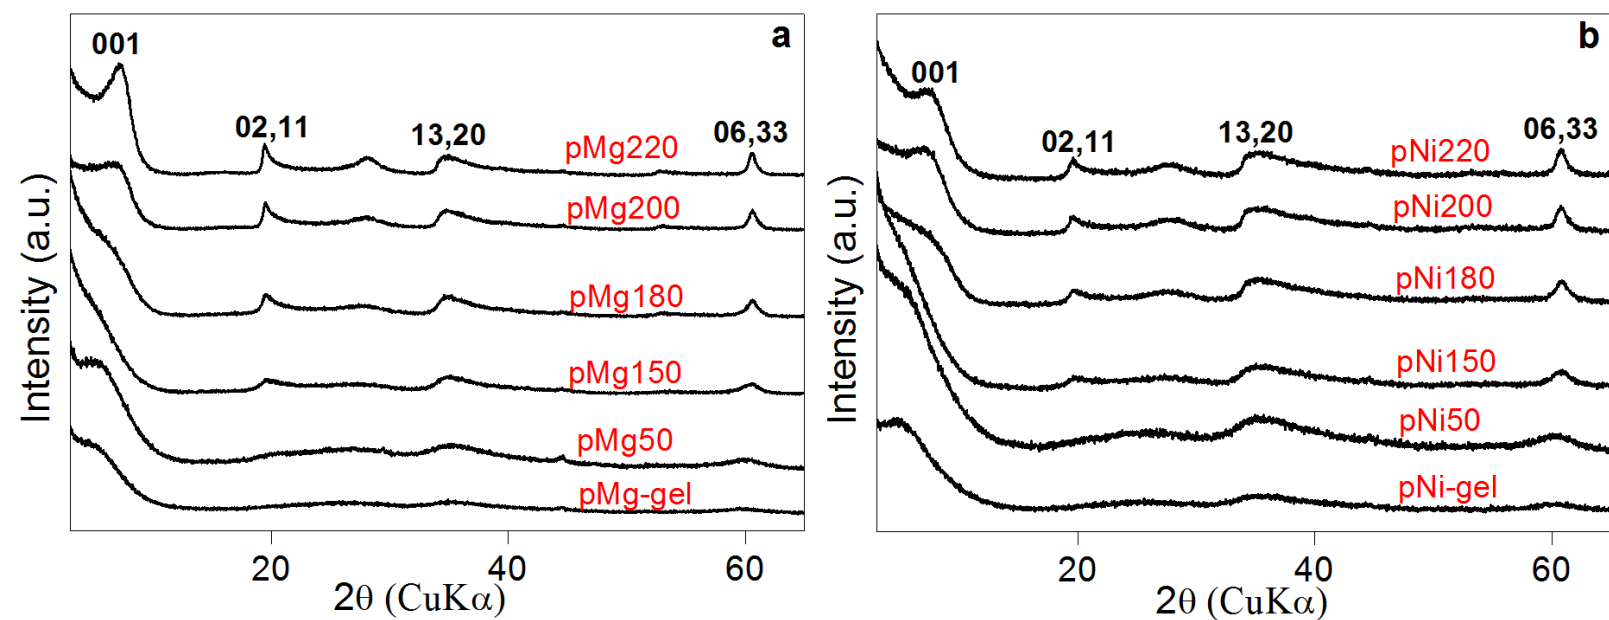 a
001
02,11
13,20
06,33
pMg220
pMg200
pMg180
pMg150
pMg50
pMg-gel
Intensity (a.u.)
20
40
60
2θ (CuKα)
b
001
02,11
13,20
06,33
pNi220
pNi200
pNi180
pNi150
pNi50
pNi-gel
Intensity (a.u.)
20
40
60
2θ (CuKα)